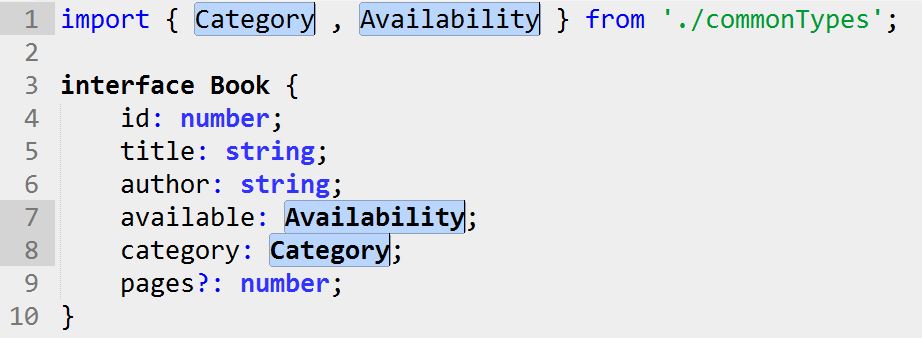 1 import { Category , Availability } from './commonTypes';
2
3 interface Book {
4     id: number;
5     title: string;
6     author: string;
7     available: Availability;
8     category: Category;
9     pages?: number;
10 }